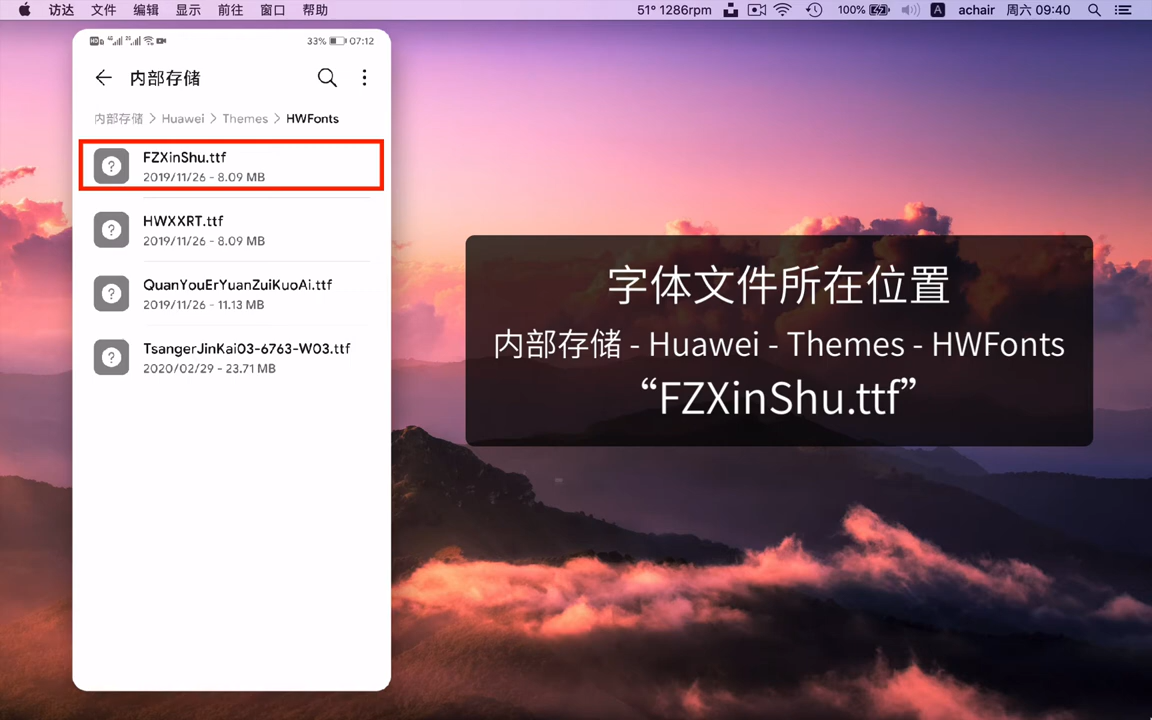 访达 文件 编辑 显示 前往 窗口 帮助 51° 1286rpm 100% A achair 周六 09:40
33% 07:12
内部存储
内部存储 > Huawei > Themes > HWFonts
FZXinShu.ttf
2019/11/26 - 8.09 MB
HWXXRT.ttf
2019/11/26 - 8.09 MB
QuanYouErYuanZuiKuoAi.ttf
2019/11/26 - 11.13 MB
TsangerJinKai03-6763-W03.ttf
2020/02/29 - 23.71 MB
字体文件所在位置
内部存储 - Huawei - Themes - HWFonts
“FZXinShu.ttf”